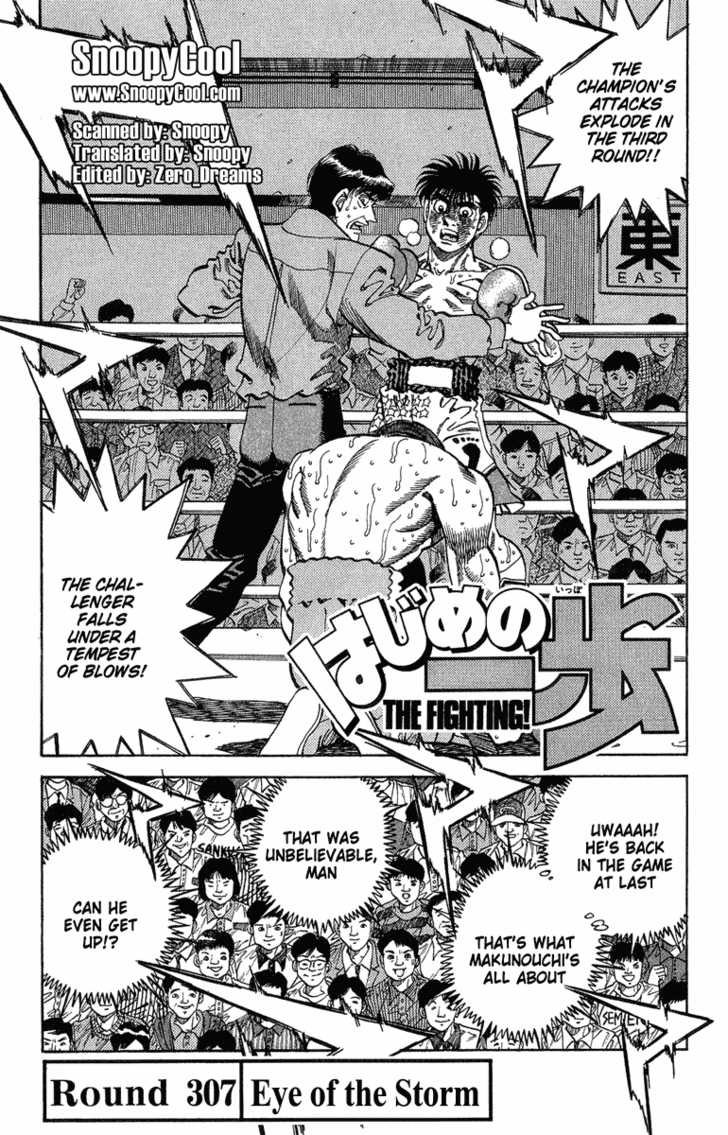 SnoopyCool
www.SnoopyCool.com
Scanned by: Snoopy
Translated by: Snoopy
Edited by: Zero_Dreams
THE
CHAMPION'S
ATTACKS
EXPLODE IN
THE THIRD
ROUND!!
東
EAST
THE CHAL-
LENGER
FALLS
UNDER A
TEMPEST
OF BLOWS!
はじめの一歩
いっぽ
THE FIGHTING!
UWAAAH!
HE'S BACK
IN THE GAME
AT LAST
THAT WAS
UNBELIEVABLE,
MAN
THAT'S WHAT
MAKUNOUCHI'S
ALL ABOUT
CAN HE
EVEN GET
UP!?
Round 307
Eye of the Storm